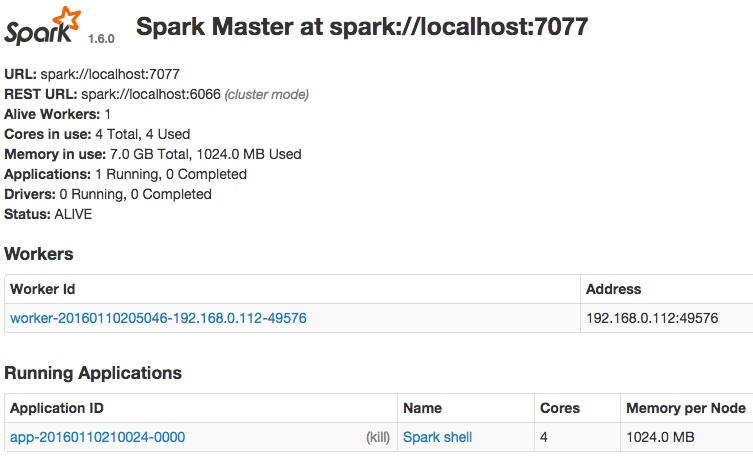 Spark 1.6.0 Spark Master at spark://localhost:7077
URL: spark://localhost:7077
REST URL: spark://localhost:6066 (cluster mode)
Alive Workers: 1
Cores in use: 4 Total, 4 Used
Memory in use: 7.0 GB Total, 1024.0 MB Used
Applications: 1 Running, 0 Completed
Drivers: 0 Running, 0 Completed
Status: ALIVE
Workers
Worker Id Address
worker-20160110205046-192.168.0.112-49576 192.168.0.112:49576
Running Applications
Application ID Name Cores Memory per Node
app-20160110210024-0000 (kill) Spark shell 4 1024.0 MB